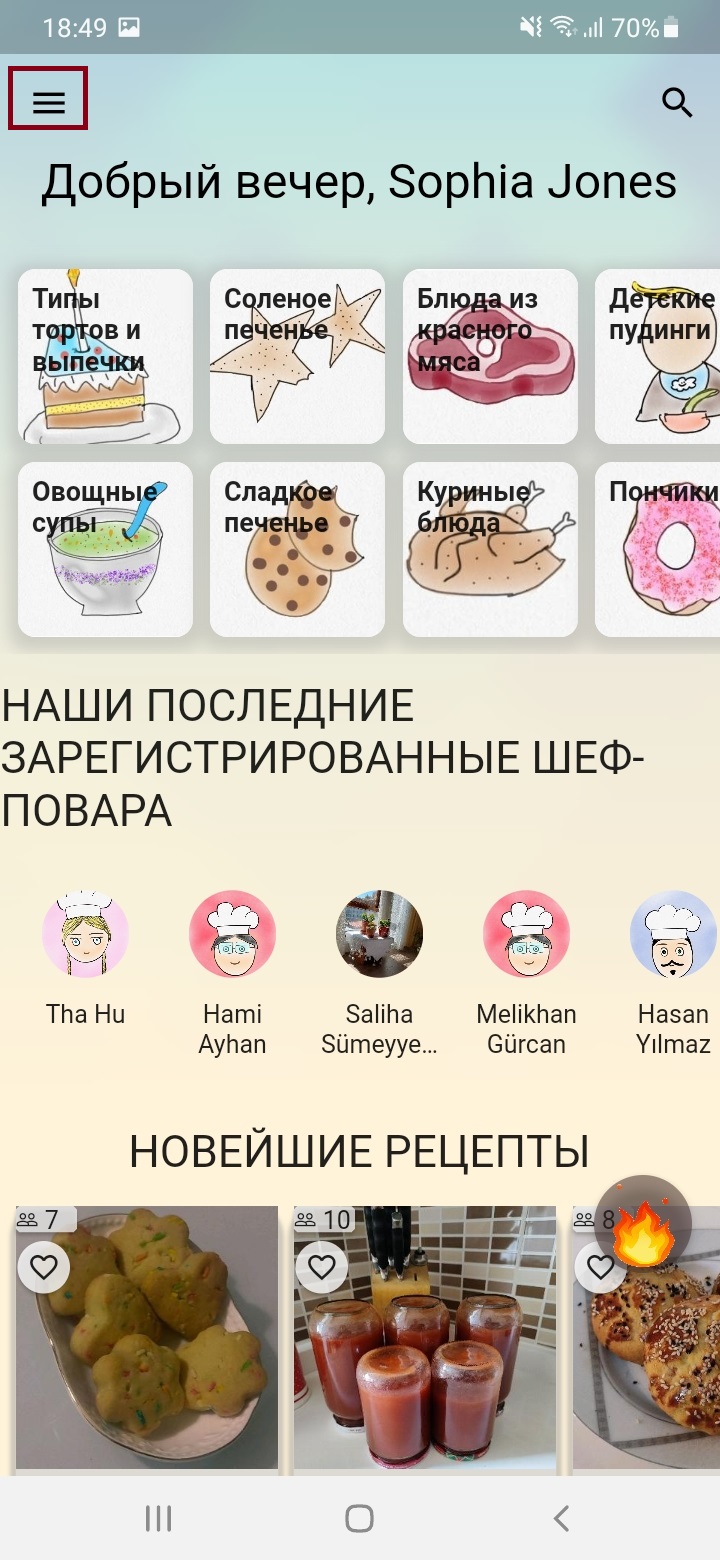 18:49 70%
Добрый вечер, Sophia Jones
Типы
тортов и
выпечки
Соленое
печенье
Блюда из
красного
мяса
Детские
пудинги
Овощные
супы
Сладкое
печенье
Куриные
блюда
Пончики
НАШИ ПОСЛЕДНИЕ
ЗАРЕГИСТРИРОВАННЫЕ ШЕФ-
ПОВАРА
Tha Hu
Hami
Ayhan
Saliha
Sümeyye...
Melikhan
Gürcan
Hasan
Yılmaz
НОВЕЙШИЕ РЕЦЕПТЫ
7
10
8